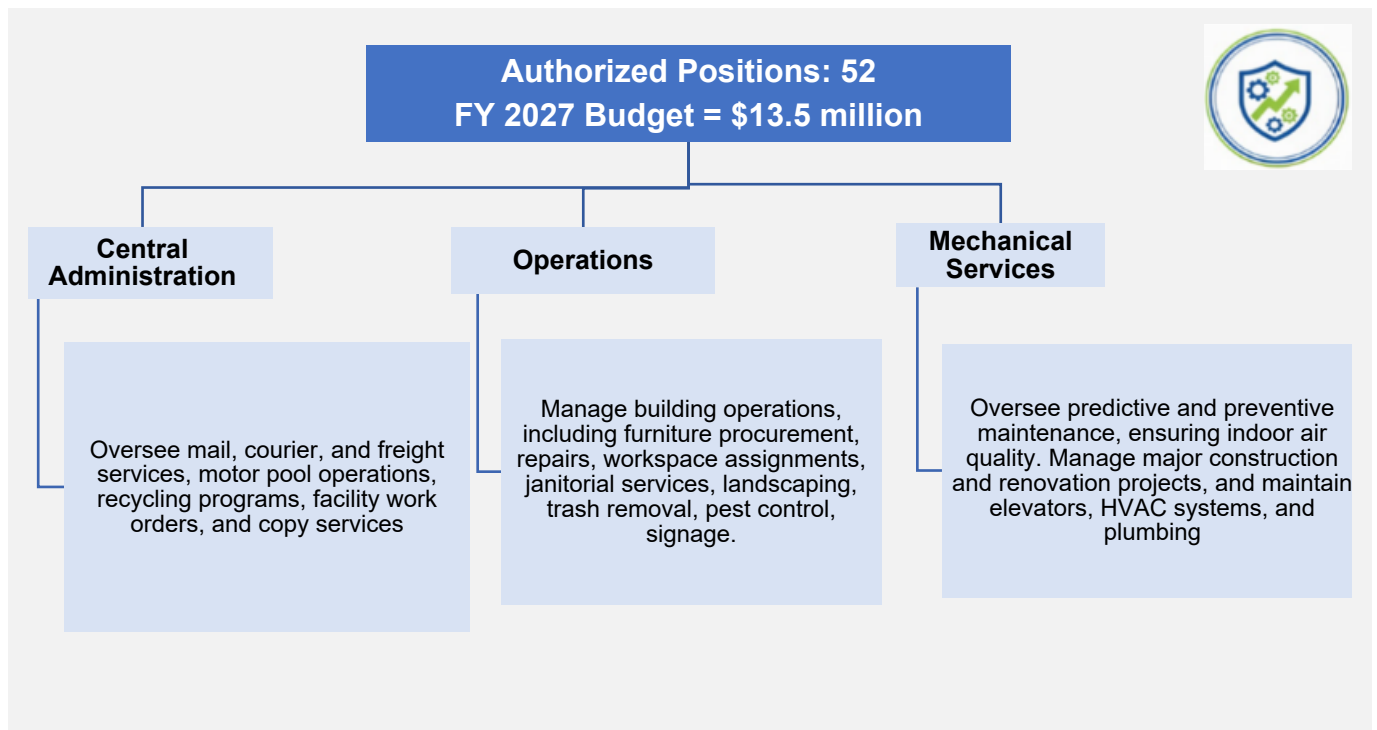 Authorized Positions: 52
FY 2027 Budget = $13.5 million
Central
Administration
Operations
Mechanical
Services
Oversee mail, courier, and freight
services, motor pool operations,
recycling programs, facility work
orders, and copy services
Manage building operations,
including furniture procurement,
repairs, workspace assignments,
janitorial services, landscaping,
trash removal, pest control,
signage.
Oversee predictive and preventive
maintenance, ensuring indoor air
quality. Manage major construction
and renovation projects, and maintain
elevators, HVAC systems, and
plumbing